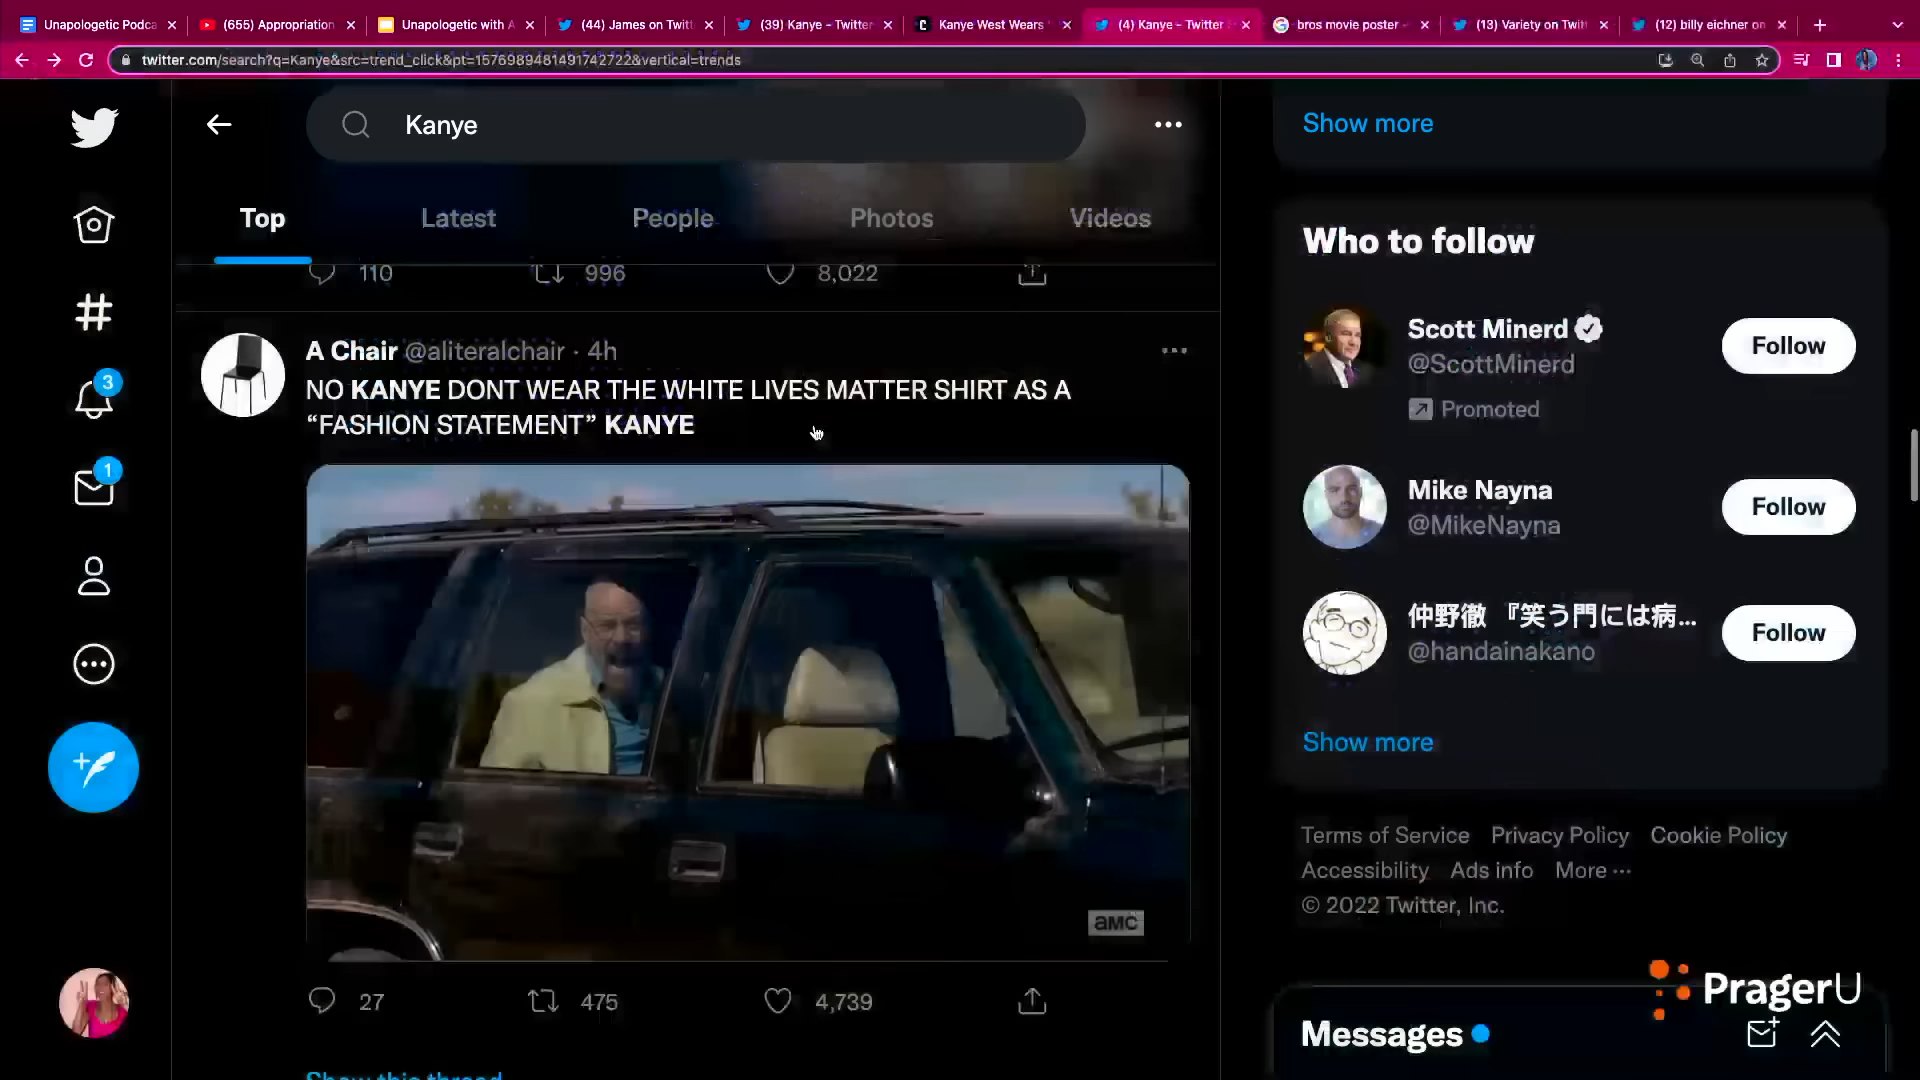 Unapologetic Podca
(655) Appropriation
Unapologetic with A
(44) James on Twitt
(39) Kanye - Twitter
Kanye West Wears
(4) Kanye - Twitter
bros movie poster -
(13) Variety on Twitt
(12) billy eichner on
twitter.com/search?q=Kanye&src=trend_click&pt=1576989481491742722&vertical=trends
Kanye
Top
Latest
People
Photos
Videos
110
996
8,022
A Chair @aliteralchair · 4h
NO KANYE DONT WEAR THE WHITE LIVES MATTER SHIRT AS A
“FASHION STATEMENT” KANYE
amc
27
475
4,739
Show this thread
3
1
Show more
Who to follow
Scott Minerd
@ScottMinerd
Promoted
Follow
Mike Nayna
@MikeNayna
Follow
仲野徹 『笑う門には病...
@handainakano
Follow
Show more
Terms of Service Privacy Policy Cookie Policy
Accessibility Ads info More ···
© 2022 Twitter, Inc.
PragerU
Messages